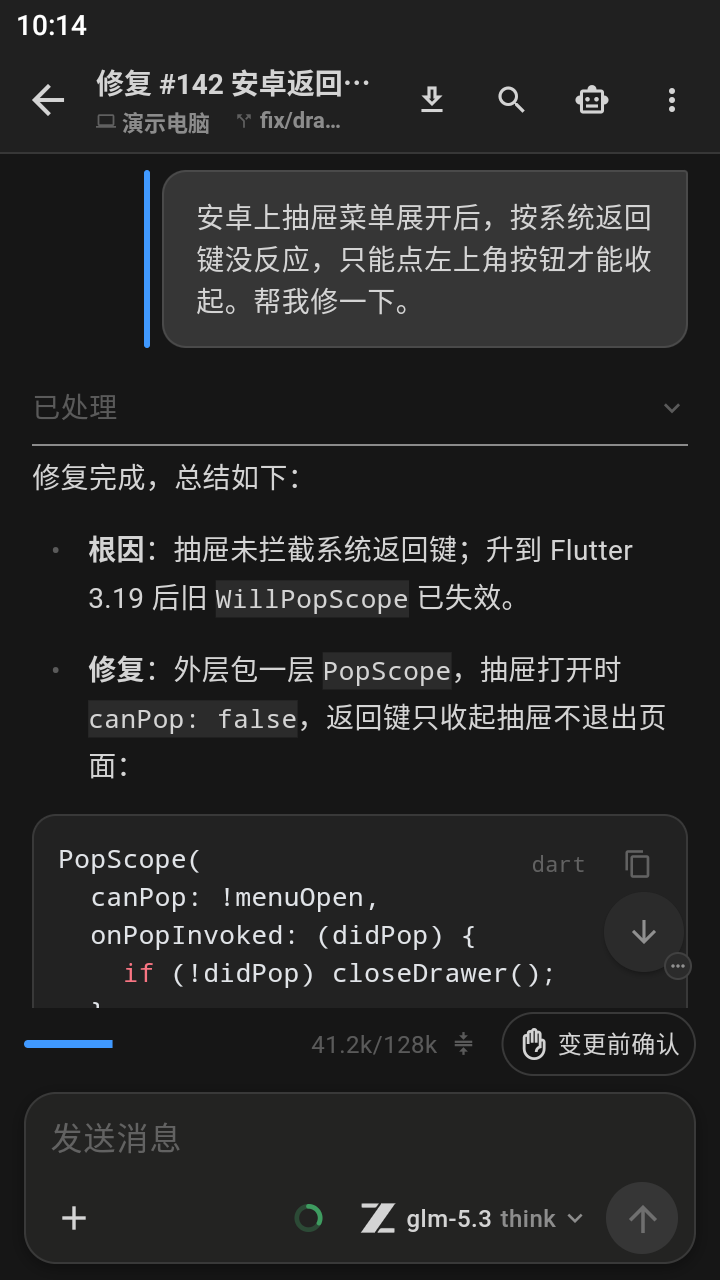 10:14
修复 #142 安卓返回…
演示电脑 fix/dra…
安卓上抽屉菜单展开后，按系统返回
键没反应，只能点左上角按钮才能收
起。帮我修一下。
已处理
修复完成，总结如下：
• 根因：抽屉未拦截系统返回键；升到 Flutter
3.19 后旧 WillPopScope 已失效。
• 修复：外层包一层 PopScope，抽屉打开时
canPop: false，返回键只收起抽屉不退出页
面：
dart
PopScope(
  canPop: !menuOpen,
  onPopInvoked: (didPop) {
    if (!didPop) closeDrawer();
  }
41.2k/128k 变更前确认
发送消息
glm-5.3 think